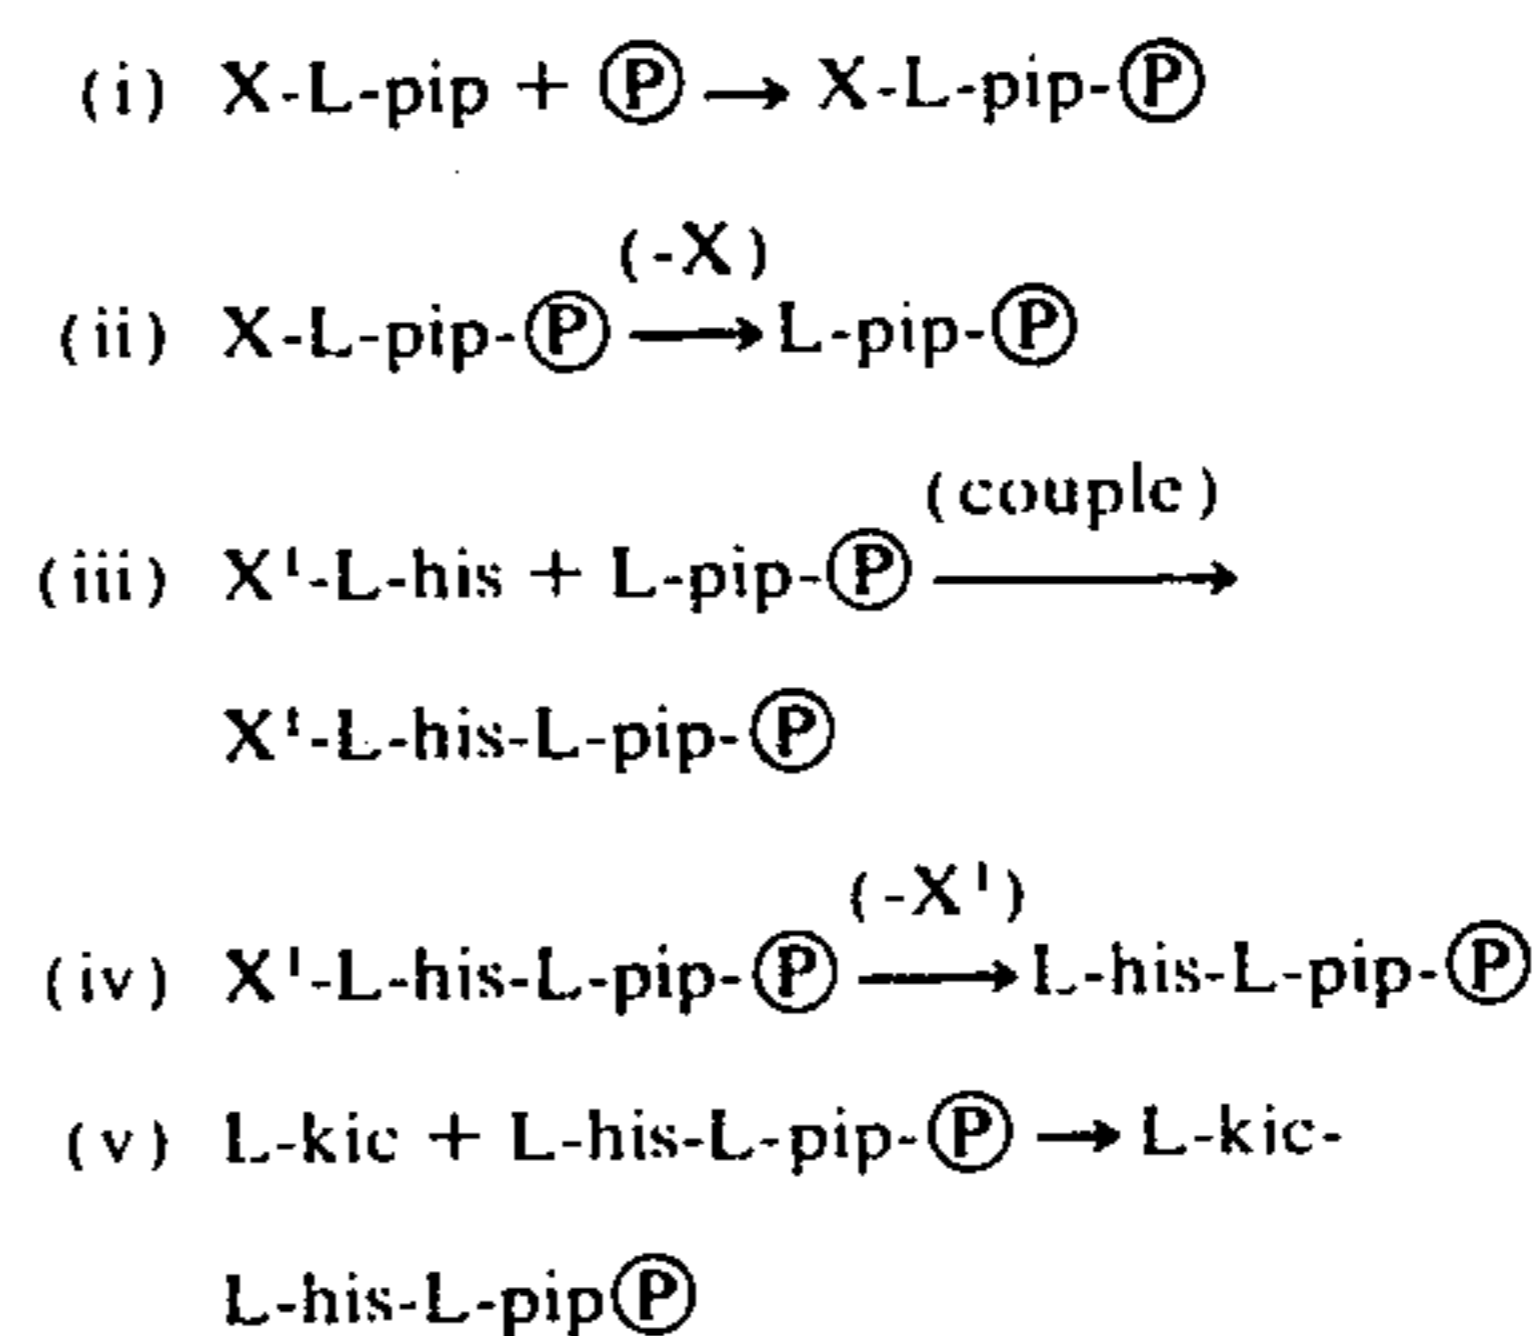 (i) X-L-pip + Ⓟ → X-L-pip-Ⓟ
(-X)
(ii) X-L-pip-Ⓟ → L-pip-Ⓟ
(couple)
(iii) X¹-L-his + L-pip-Ⓟ →
X¹-L-his-L-pip-Ⓟ
(-X¹)
(iv) X¹-L-his-L-pip-Ⓟ → L-his-L-pip-Ⓟ
(v) L-kic + L-his-L-pip-Ⓟ → L-kic-
L-his-L-pipⓅ